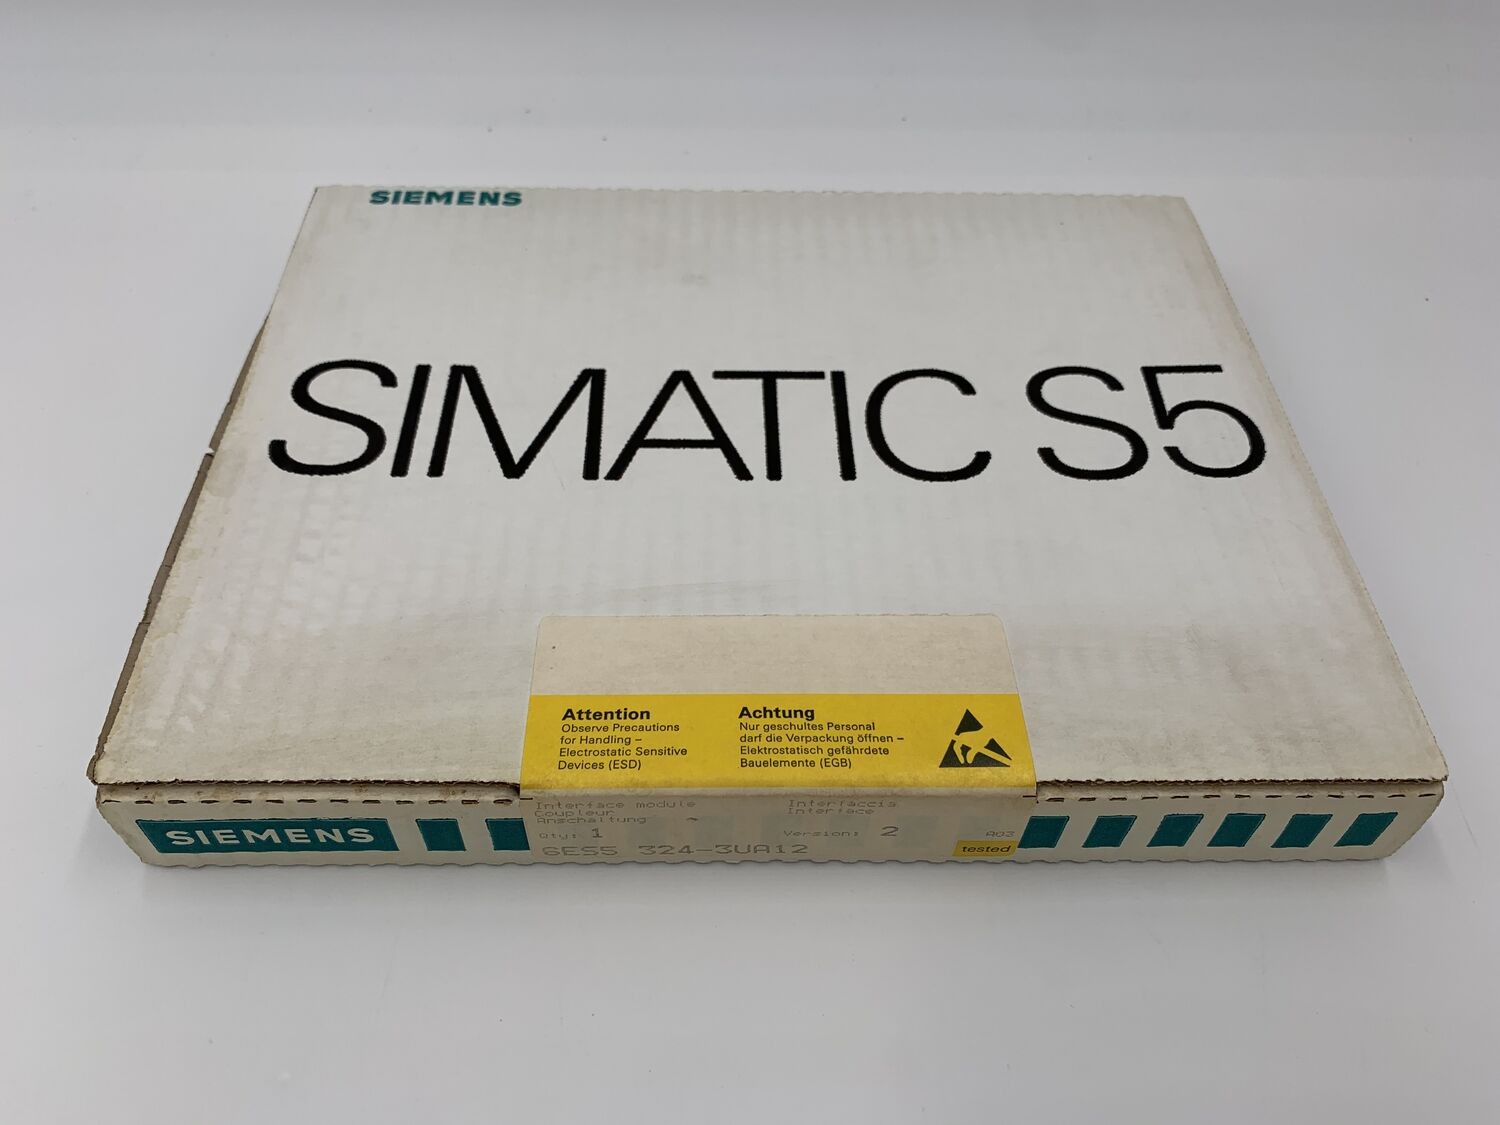 SIEMENS
SIMATIC S5
Attention
Observe Precautions
for Handling –
Electrostatic Sensitive
Devices (ESD)
Achtung
Nur geschultes Personal
darf die Verpackung öffnen –
Elektrostatisch gefährdete
Bauelemente (EGB)
SIEMENS
Interface module
Coupleur
Anschaltung
Interfaccia
Interface
Qty: 1
Version: 2
A03
6ES5 324-3UA12
tested